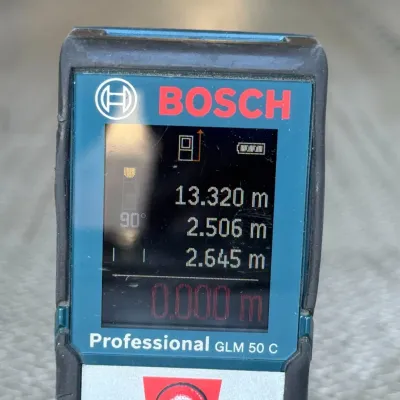 BOSCH
13.320 m
90° 2.506 m
2.645 m
0.000 m
Professional GLM 50 C